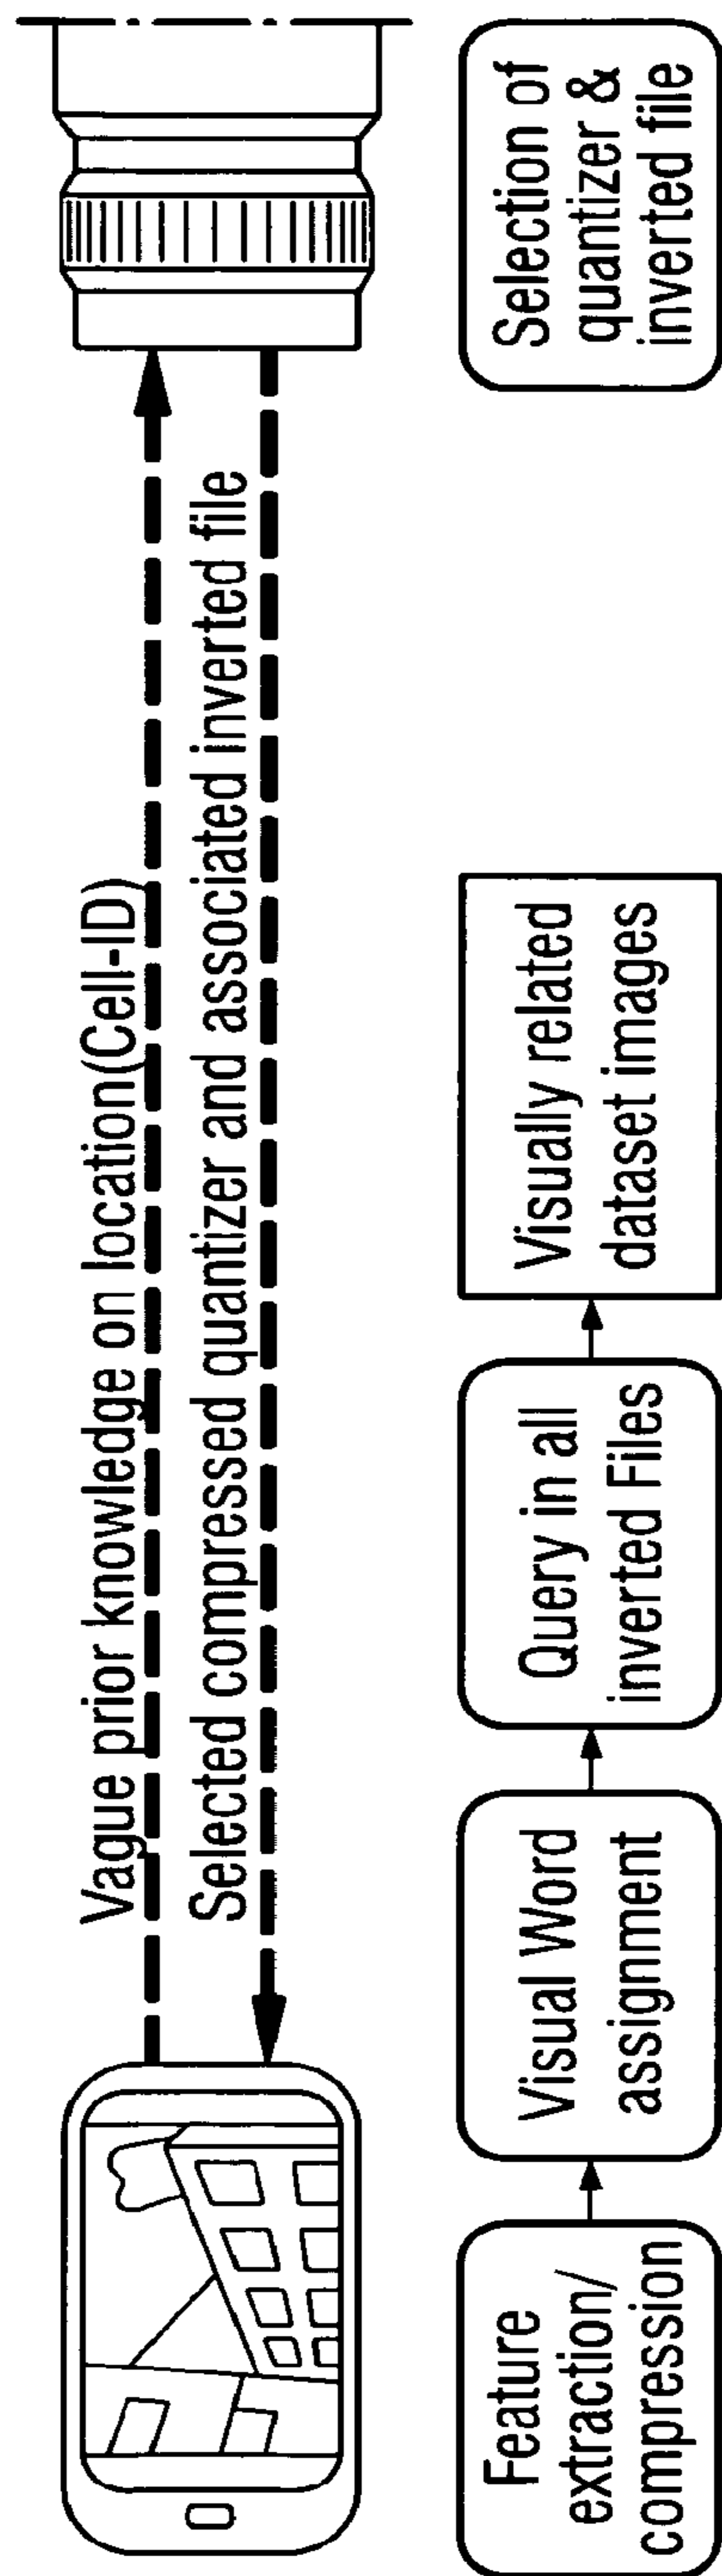 Vague prior knowledge on location(Cell-ID)
Selected compressed quantizer and associated inverted file
Feature
extraction/
compression
Visual Word
assignment
Query in all
inverted Files
Visually related
dataset images
Selection of
quantizer &
inverted file